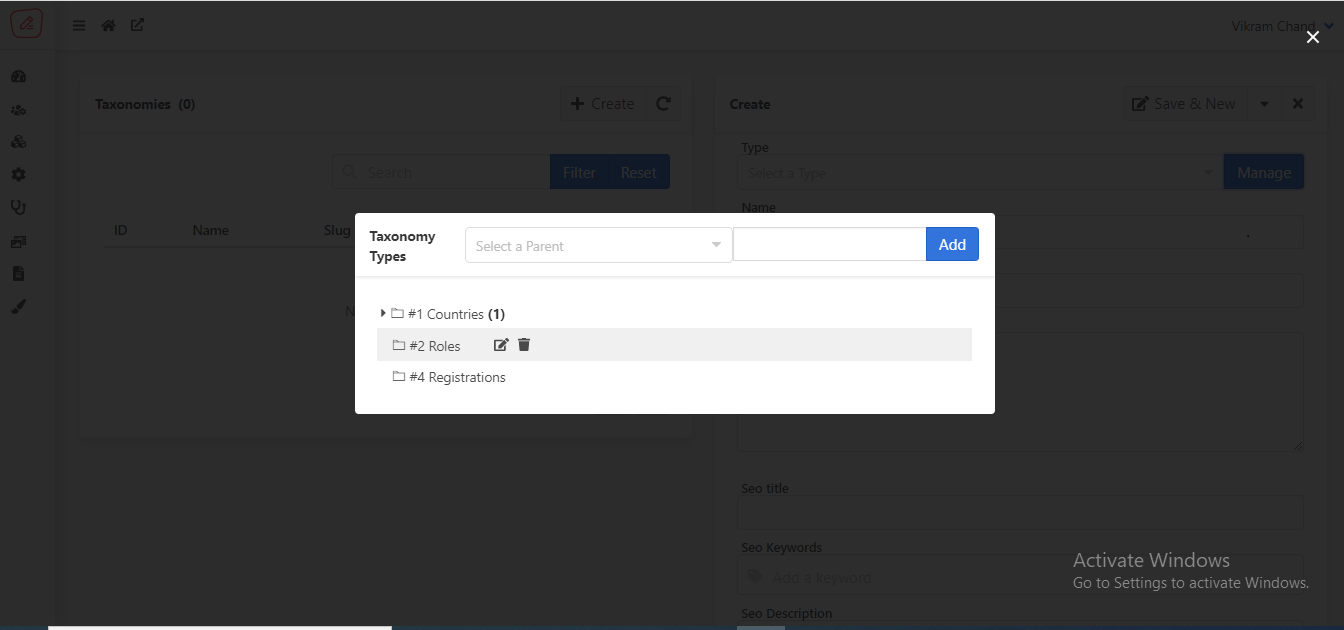 Vikram Chand
Taxonomies (0)
Create
Create
Save & New
Type
Search
Filter
Reset
Select a Type
Manage
Name
ID
Name
Slug
Taxonomy
Types
Select a Parent
Add
#1 Countries (1)
N
#2 Roles
#4 Registrations
Seo title
Seo Keywords
Add a keyword
Seo Description
Activate Windows
Go to Settings to activate Windows.